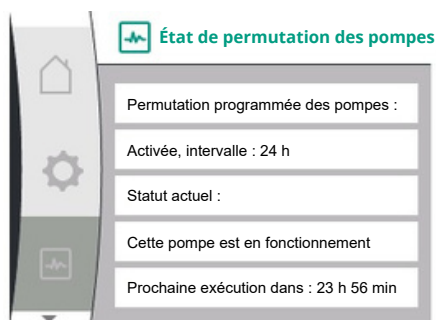 État de permutation des pompes
Permutation programmée des pompes :
Activée, intervalle : 24 h
Statut actuel :
Cette pompe est en fonctionnement
Prochaine exécution dans : 23 h 56 min